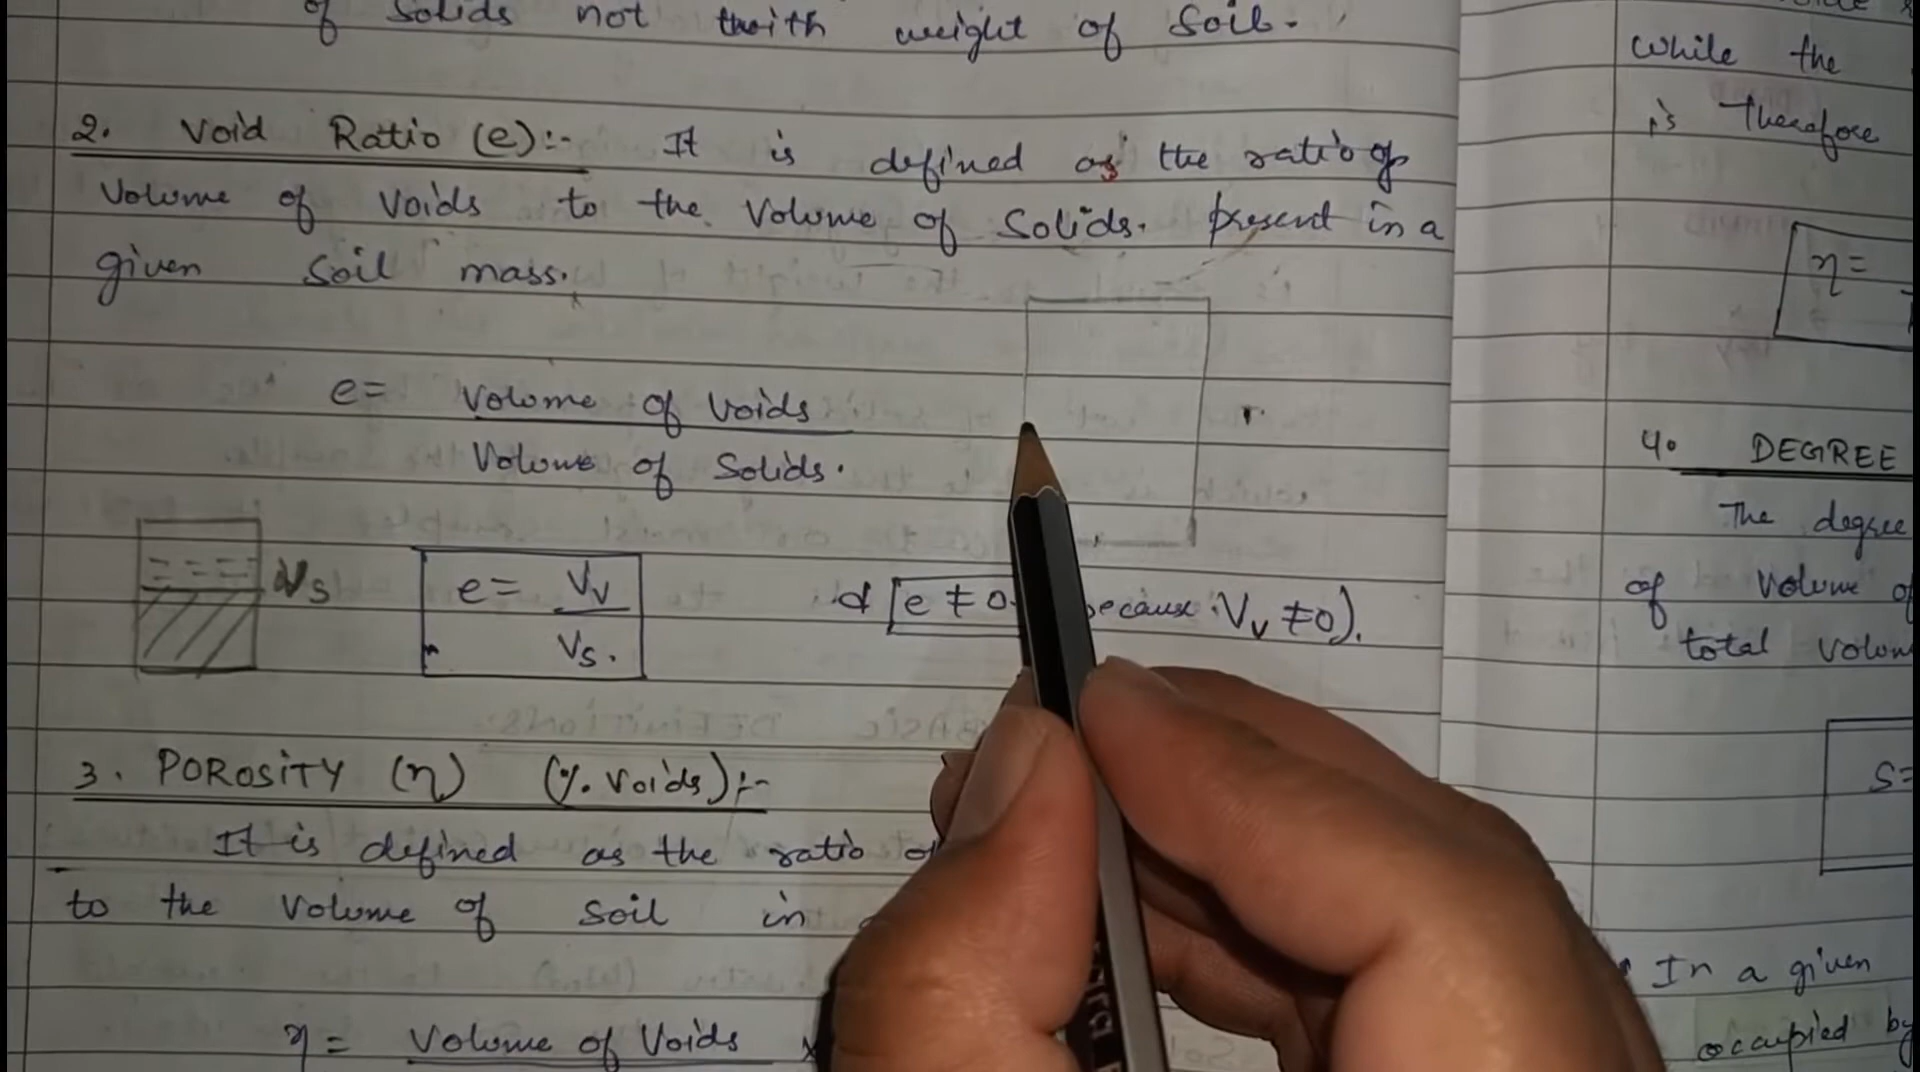 of Solids not with weight of Soil.
2. Void Ratio (e):- It is defined as the ratio of
Volume of Voids to the Volume of Solids. present in a
given Soil mass.
e= Volume of Voids
Volume of Solids.
Vs
e = Vv
Vs.
e ≠ 0 because Vv ≠0).
3. POROSITY (η) (%. Voids):-
It is defined as the ratio
to the Volume of Soil in
η = Volume of Voids
While the
is Therefore
η=
4. DEGREE
The degree
of Volume
total
S=
In a given
occupied by